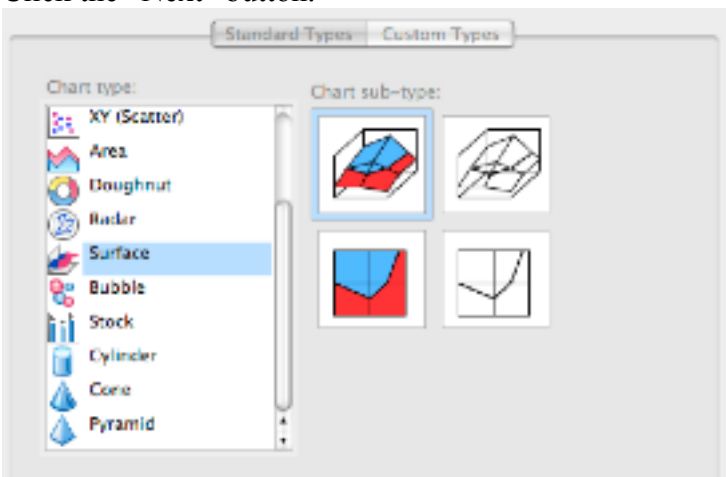 Click the "Next" button.
Standard Types Custom Types
Chart type:
Chart sub-type:
XY (Scatter)
Area
Doughnut
Radar
Surface
Bubble
Stock
Cylinder
Cone
Pyramid